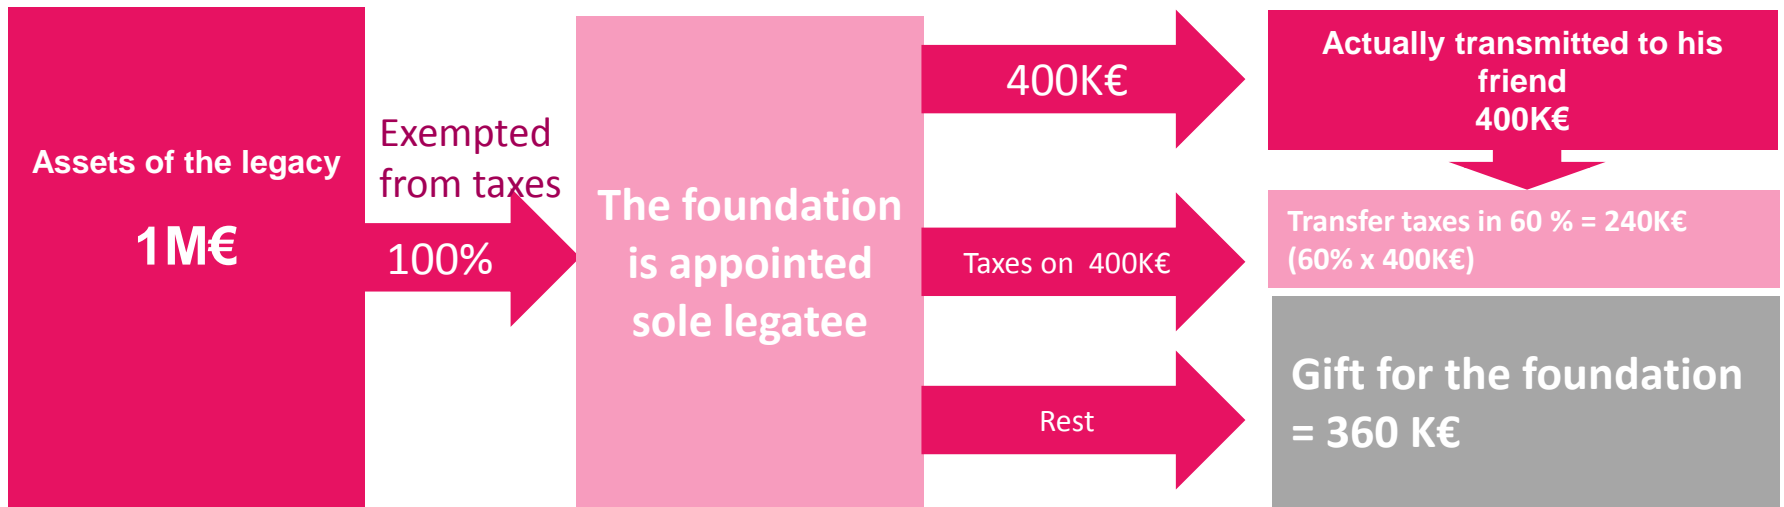 Assets of the legacy
1M€
Exempted
from taxes
100%
The foundation
is appointed
sole legatee
400K€
Taxes on  400K€
Rest
Actually transmitted to his
friend
400K€
Transfer taxes in 60 % = 240K€
(60% x 400K€)
Gift for the foundation
= 360 K€